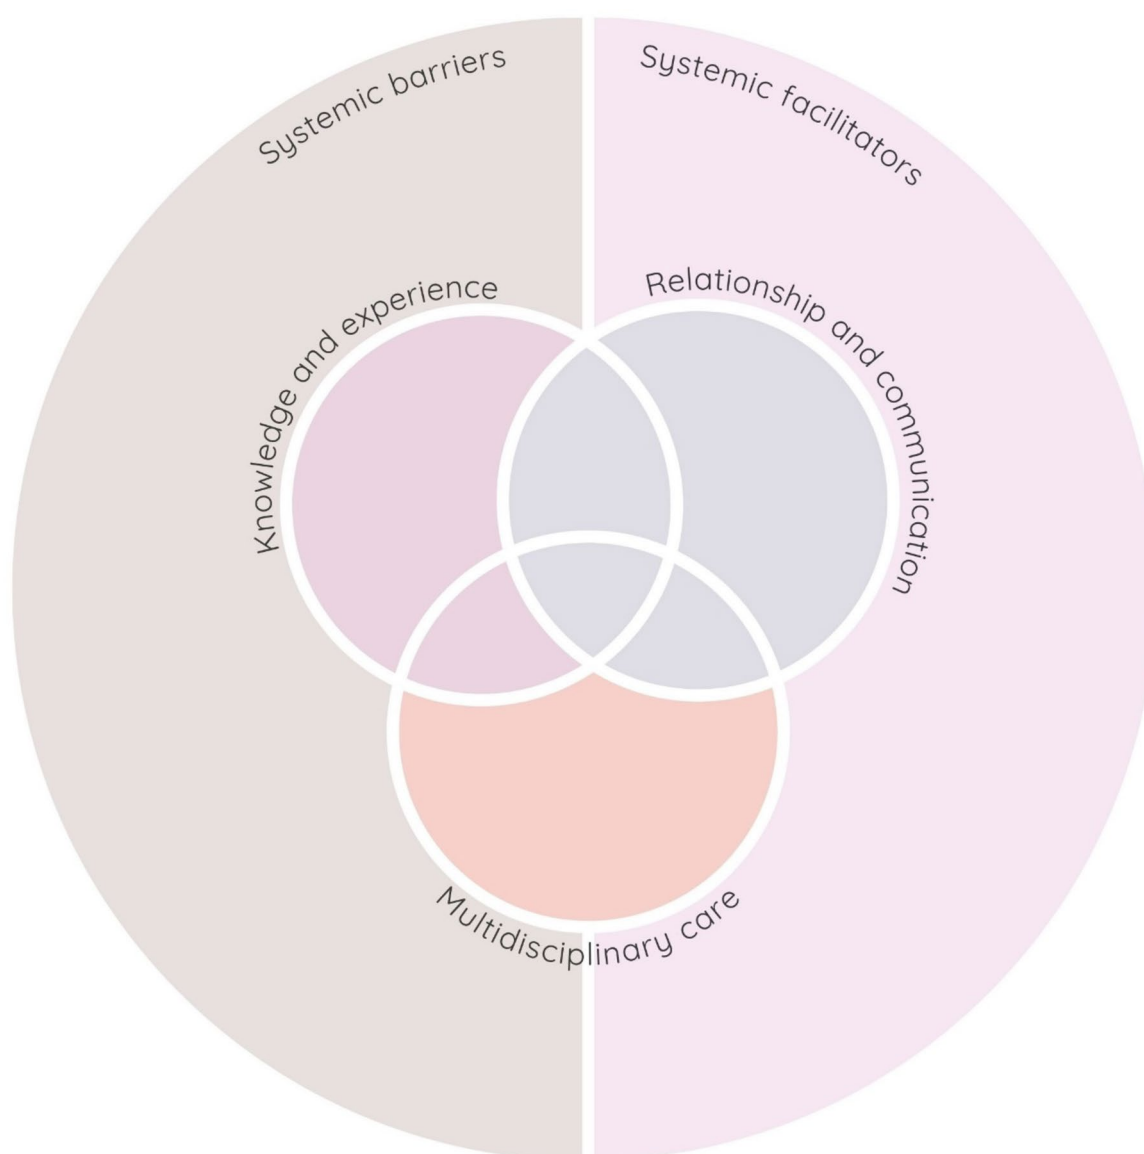 Systemic barriers
Systemic facilitators
Knowledge and experience
Relationship and communication
Multidisciplinary care